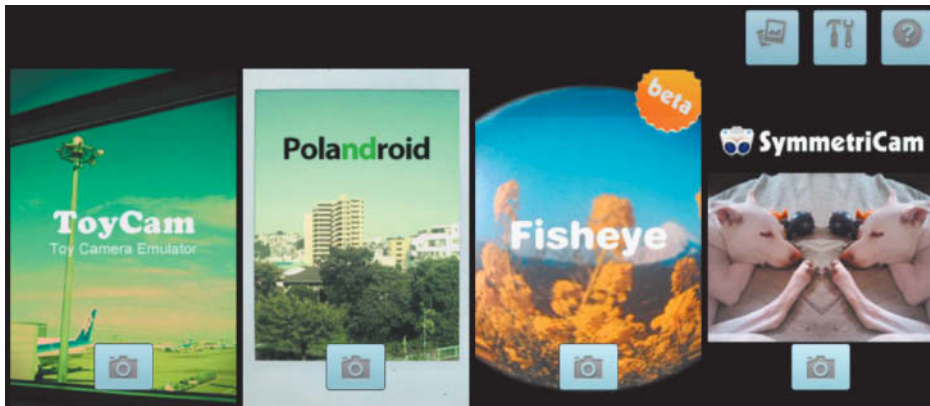 ToyCam
Toy Camera Emulator
Polandroid
beta
Fisheye
SymmetriCam
?